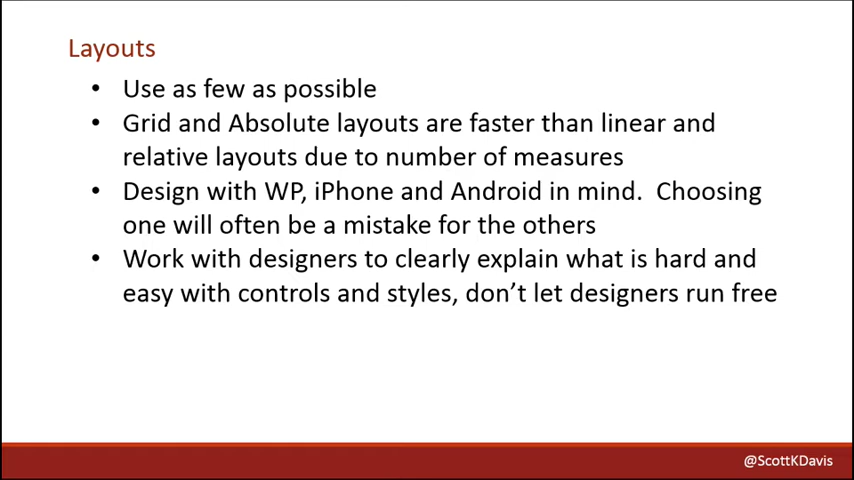 Layouts
• Use as few as possible
• Grid and Absolute layouts are faster than linear and
relative layouts due to number of measures
• Design with WP, iPhone and Android in mind.  Choosing
one will often be a mistake for the others
• Work with designers to clearly explain what is hard and
easy with controls and styles, don’t let designers run free
@ScottKDavis